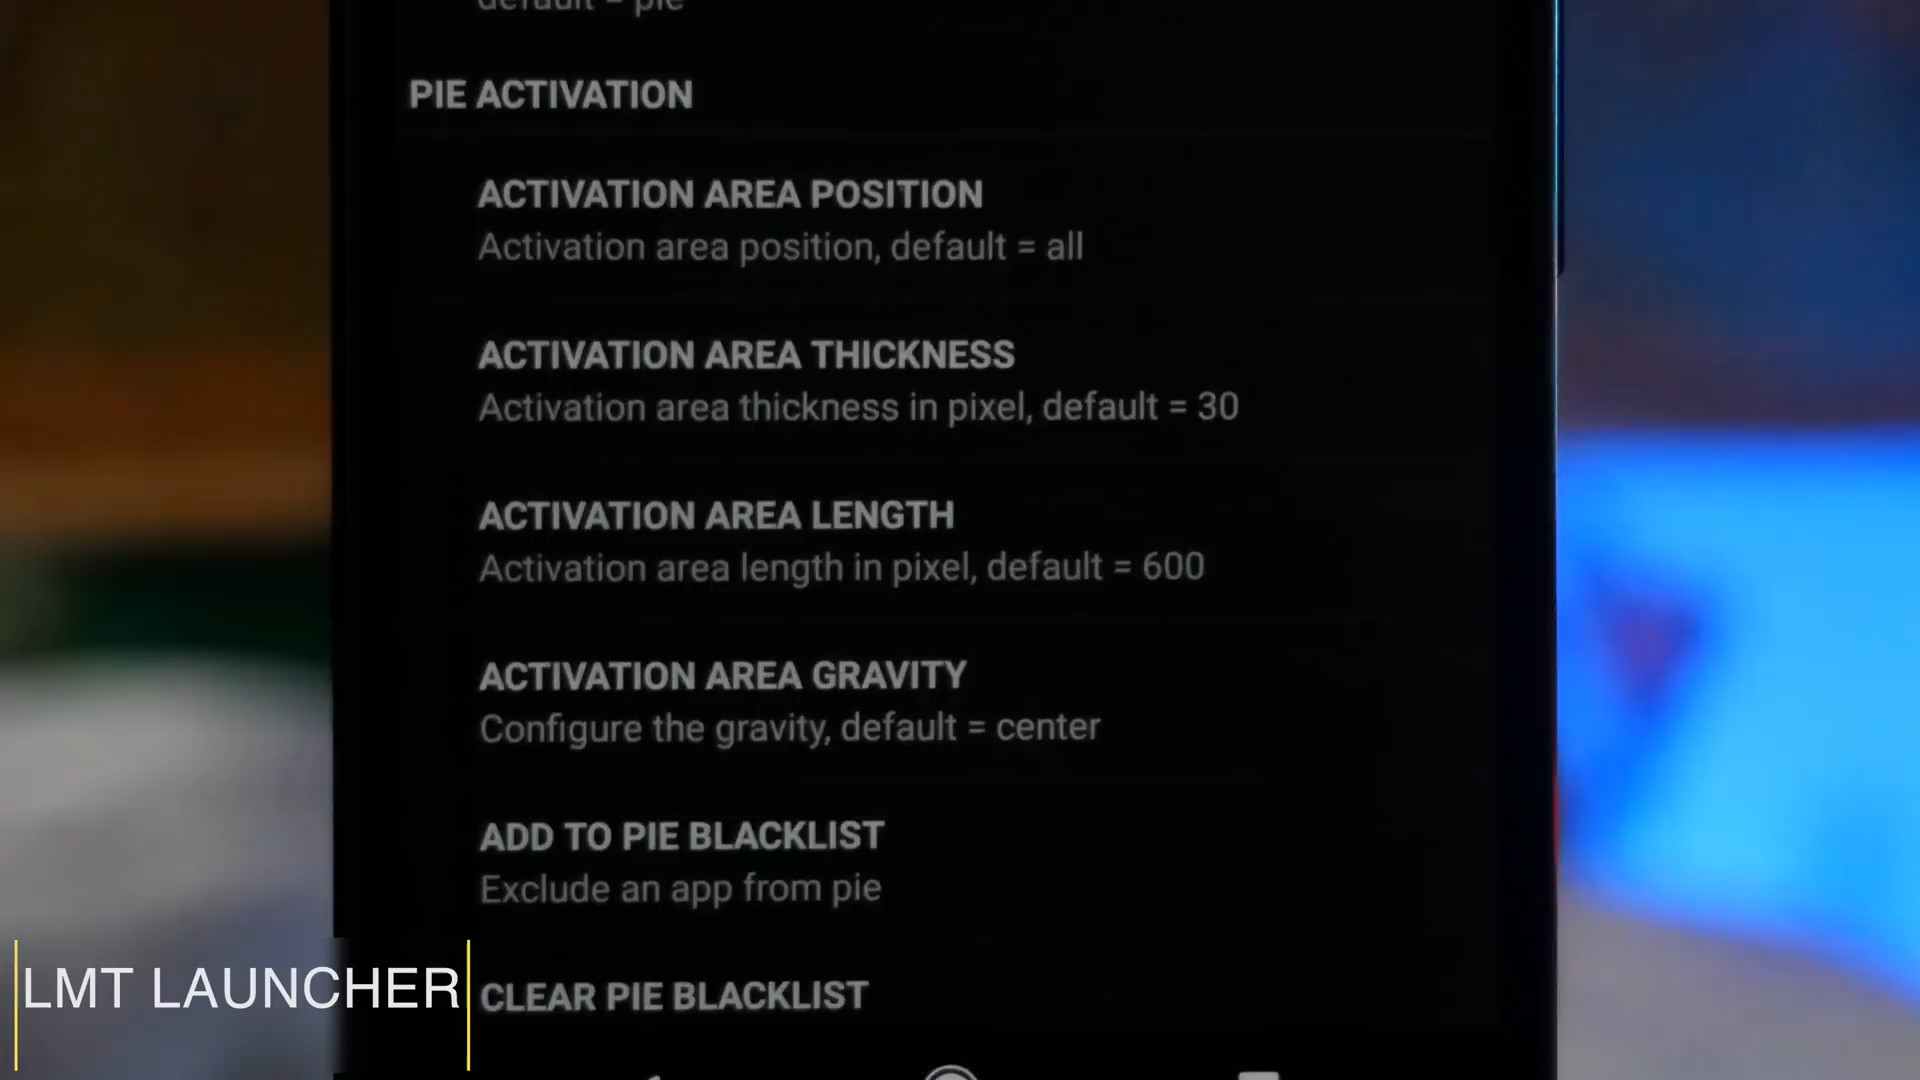 default = pie
PIE ACTIVATION
ACTIVATION AREA POSITION
Activation area position, default = all
ACTIVATION AREA THICKNESS
Activation area thickness in pixel, default = 30
ACTIVATION AREA LENGTH
Activation area length in pixel, default = 600
ACTIVATION AREA GRAVITY
Configure the gravity, default = center
ADD TO PIE BLACKLIST
Exclude an app from pie
CLEAR PIE BLACKLIST
LMT LAUNCHER